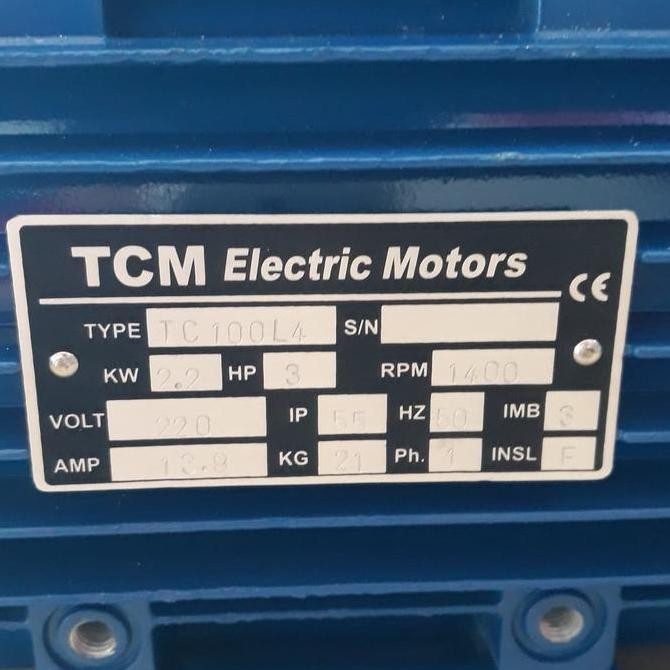 TCM Electric Motors
CE
TYPE TC100L4 S/N
KW 2.2 HP 3 RPM 1400
VOLT 220 IP 55 HZ 50 IMB 3
AMP 13.8 KG 21 Ph. 1 INSL F